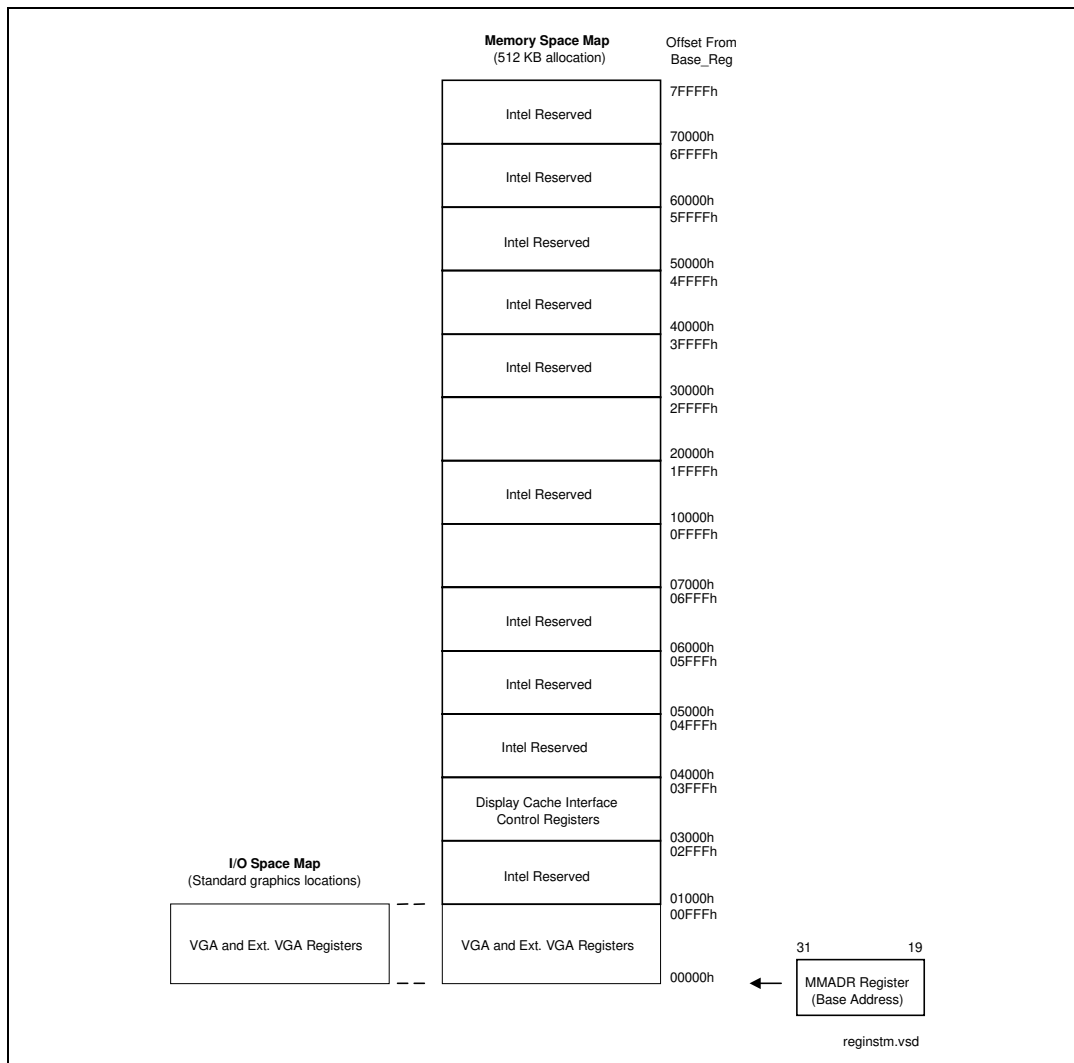 Memory Space Map
(512 KB allocation)
Offset From
Base_Reg
7FFFFh
Intel Reserved
70000h
6FFFFh
Intel Reserved
60000h
5FFFFh
Intel Reserved
50000h
4FFFFh
Intel Reserved
40000h
3FFFFh
Intel Reserved
30000h
2FFFFh
20000h
1FFFFh
Intel Reserved
10000h
0FFFFh
07000h
06FFFh
Intel Reserved
06000h
05FFFh
Intel Reserved
05000h
04FFFh
Intel Reserved
04000h
03FFFh
Display Cache Interface
Control Registers
03000h
02FFFh
Intel Reserved
01000h
00FFFh
I/O Space Map
(Standard graphics locations)
VGA and Ext. VGA Registers
VGA and Ext. VGA Registers
00000h
31 19
MMADR Register
(Base Address)
reginstm.vsd